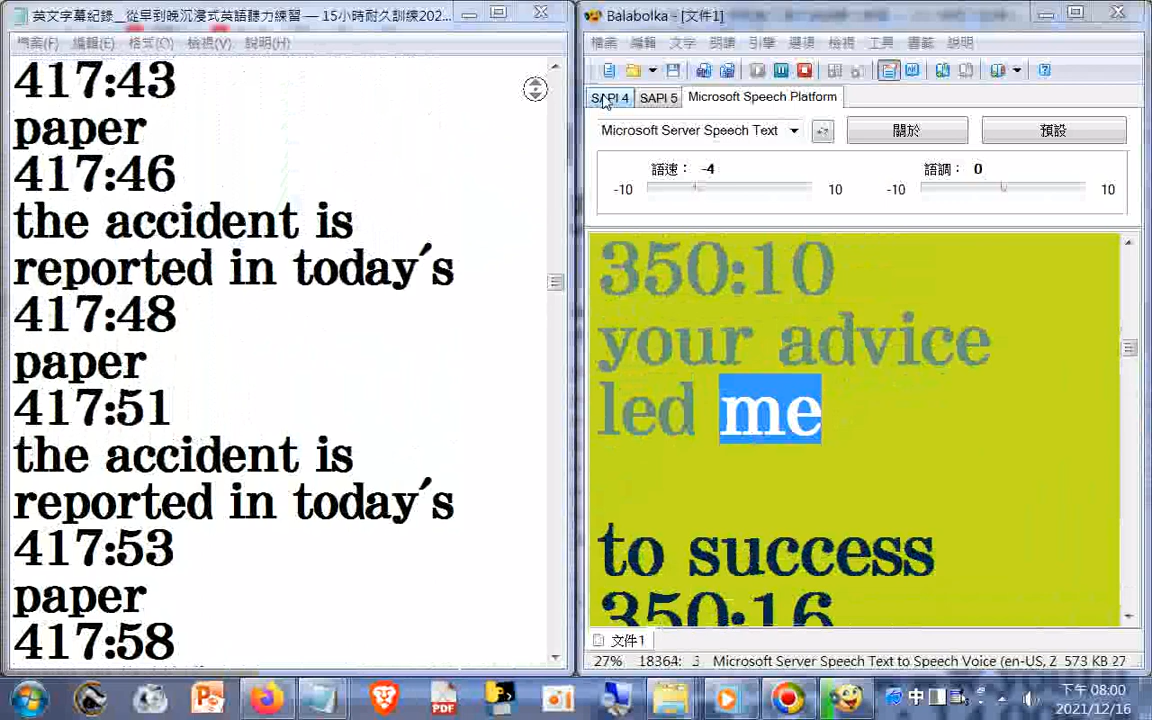 英文字幕紀錄__從早到晚沉浸式英語聽力練習 — 15小時耐久訓練202...
檔案(F) 編輯(E) 格式(O) 檢視(V) 說明(H)
417:43
paper
417:46
the accident is
reported in today's
417:48
paper
417:51
the accident is
reported in today's
417:53
paper
417:58
Balabolka - [文件1]
檔案 編輯 文字 朗讀 引擎 選項 檢視 工具 書籤 說明
SAPI 4 SAPI 5 Microsoft Speech Platform
Microsoft Server Speech Text 關於 預設
語速： -4 語調： 0
-10 10 -10 10
350:10
your advice
led me
to success
350:16
文件1
27% 18364: 3 Microsoft Server Speech Text to Speech Voice (en-US, Z 573 KB 27
PDF 中 下午 08:00
2021/12/16